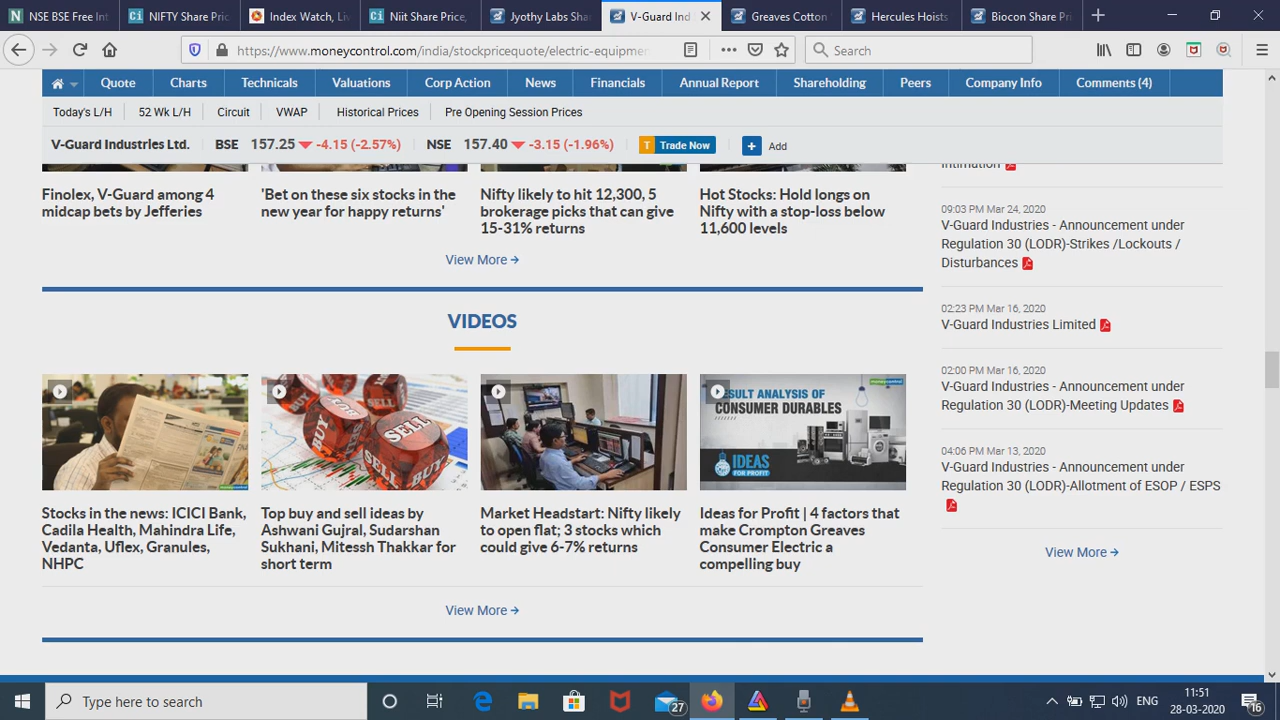 NSE BSE Free Int
NIFTY Share Pric
Index Watch, Liv
Niit Share Price,
Jyothy Labs Sha
V-Guard Ind
Greaves Cotton
Hercules Hoists
Biocon Share Pri
https://www.moneycontrol.com/india/stockpricequote/electric-equipmen
Search
Quote Charts Technicals Valuations Corp Action News Financials Annual Report Shareholding Peers Company Info Comments (4)
Today's L/H 52 Wk L/H Circuit VWAP Historical Prices Pre Opening Session Prices
V-Guard Industries Ltd. BSE 157.25 -4.15 (-2.57%) NSE 157.40 -3.15 (-1.96%) T Trade Now + Add
Finolex, V-Guard among 4
midcap bets by Jefferies
'Bet on these six stocks in the
new year for happy returns'
Nifty likely to hit 12,300, 5
brokerage picks that can give
15-31% returns
Hot Stocks: Hold longs on
Nifty with a stop-loss below
11,600 levels
View More
VIDEOS
RESULT ANALYSIS OF
CONSUMER DURABLES
IDEAS
FOR PROFIT
BUY
SELL
SELL
BUY
Stocks in the news: ICICI Bank,
Cadila Health, Mahindra Life,
Vedanta, Uflex, Granules,
NHPC
Top buy and sell ideas by
Ashwani Gujral, Sudarshan
Sukhani, Mitessh Thakkar for
short term
Market Headstart: Nifty likely
to open flat; 3 stocks which
could give 6-7% returns
Ideas for Profit | 4 factors that
make Crompton Greaves
Consumer Electric a
compelling buy
View More
Intimation
09:03 PM Mar 24, 2020
V-Guard Industries - Announcement under
Regulation 30 (LODR)-Strikes /Lockouts /
Disturbances
02:23 PM Mar 16, 2020
V-Guard Industries Limited
02:00 PM Mar 16, 2020
V-Guard Industries - Announcement under
Regulation 30 (LODR)-Meeting Updates
04:06 PM Mar 13, 2020
V-Guard Industries - Announcement under
Regulation 30 (LODR)-Allotment of ESOP / ESPS
View More
Type here to search
27
ENG
11:51
28-03-2020
16